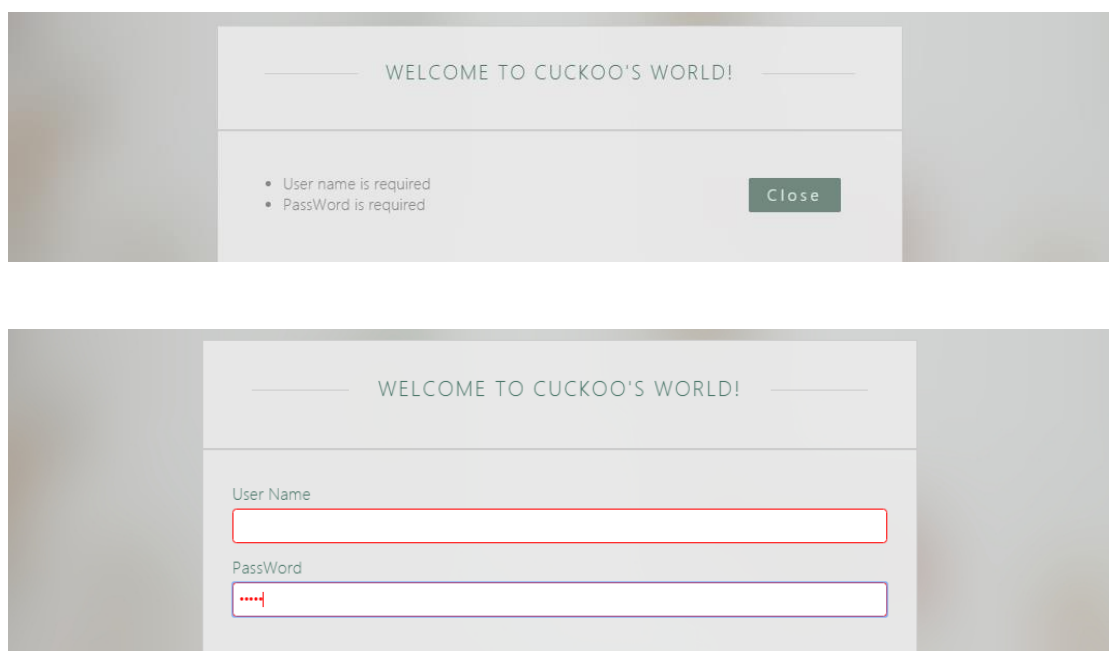 WELCOME TO CUCKOO'S WORLD!
• User name is required
Close
• PassWord is required
WELCOME TO CUCKOO'S WORLD!
User Name
PassWord
•••••